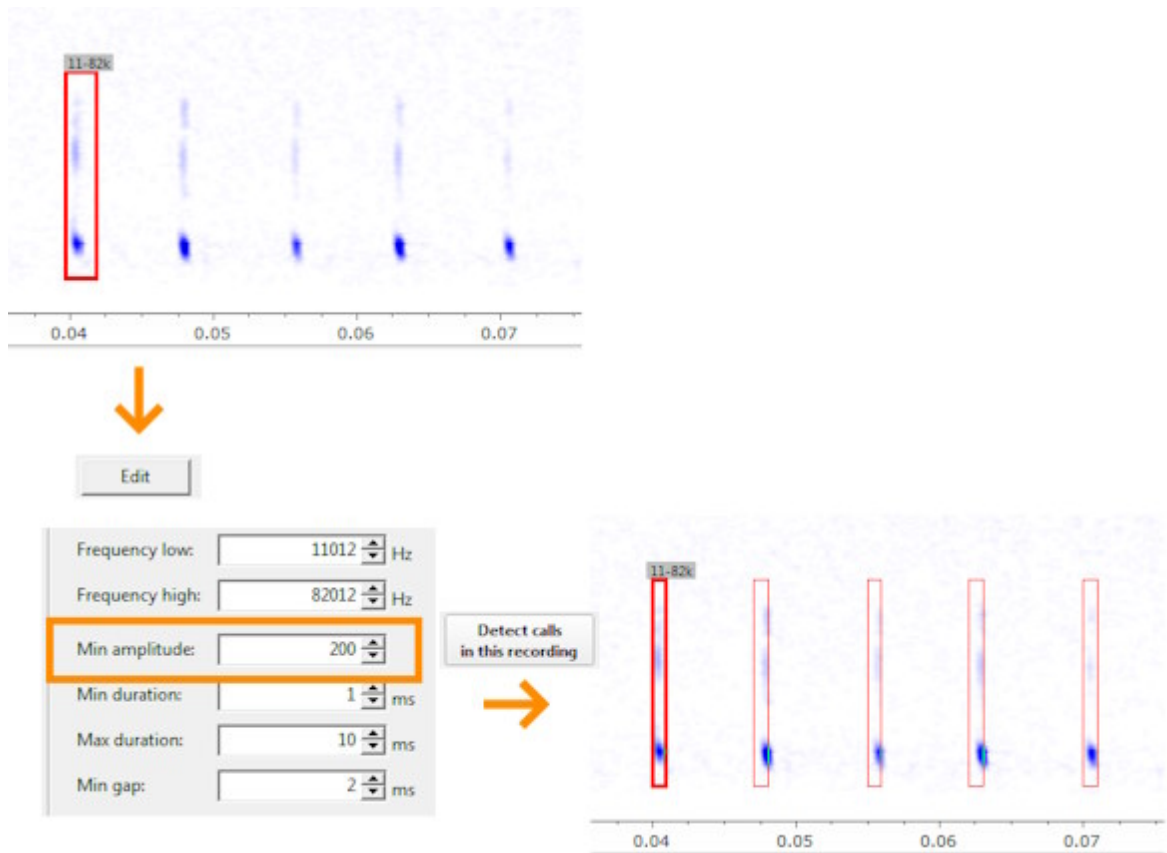 11-82k
0.04 0.05 0.06 0.07
Edit
Frequency low: 11012 Hz
Frequency high: 82012 Hz
Min amplitude: 200
Min duration: 1 ms
Max duration: 10 ms
Min gap: 2 ms
Detect calls
in this recording
11-82k
0.04 0.05 0.06 0.07